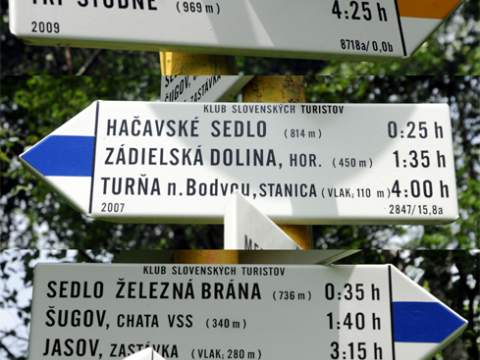 TRI STUDNE (969 m) 4:25 h
2009
8718a/0,0b
ŠUGOV, ZASTÁVKA
KLUB SLOVENSKÝCH TURISTOV
HAČAVSKÉ SEDLO (814 m) 0:25 h
ZÁDIELSKÁ DOLINA, HOR. (450 m) 1:35 h
TURŇA n. Bodvou, STANICA (VLAK, 110 m) 4:00 h
2007 2847/15,8a
KLUB SLOVENSKÝCH TURISTOV
SEDLO ŽELEZNÁ BRÁNA (736 m) 0:35 h
ŠUGOV, CHATA VSS (340 m) 1:40 h
JASOV, ZASTÁVKA (VLAK, 280 m) 3:15 h